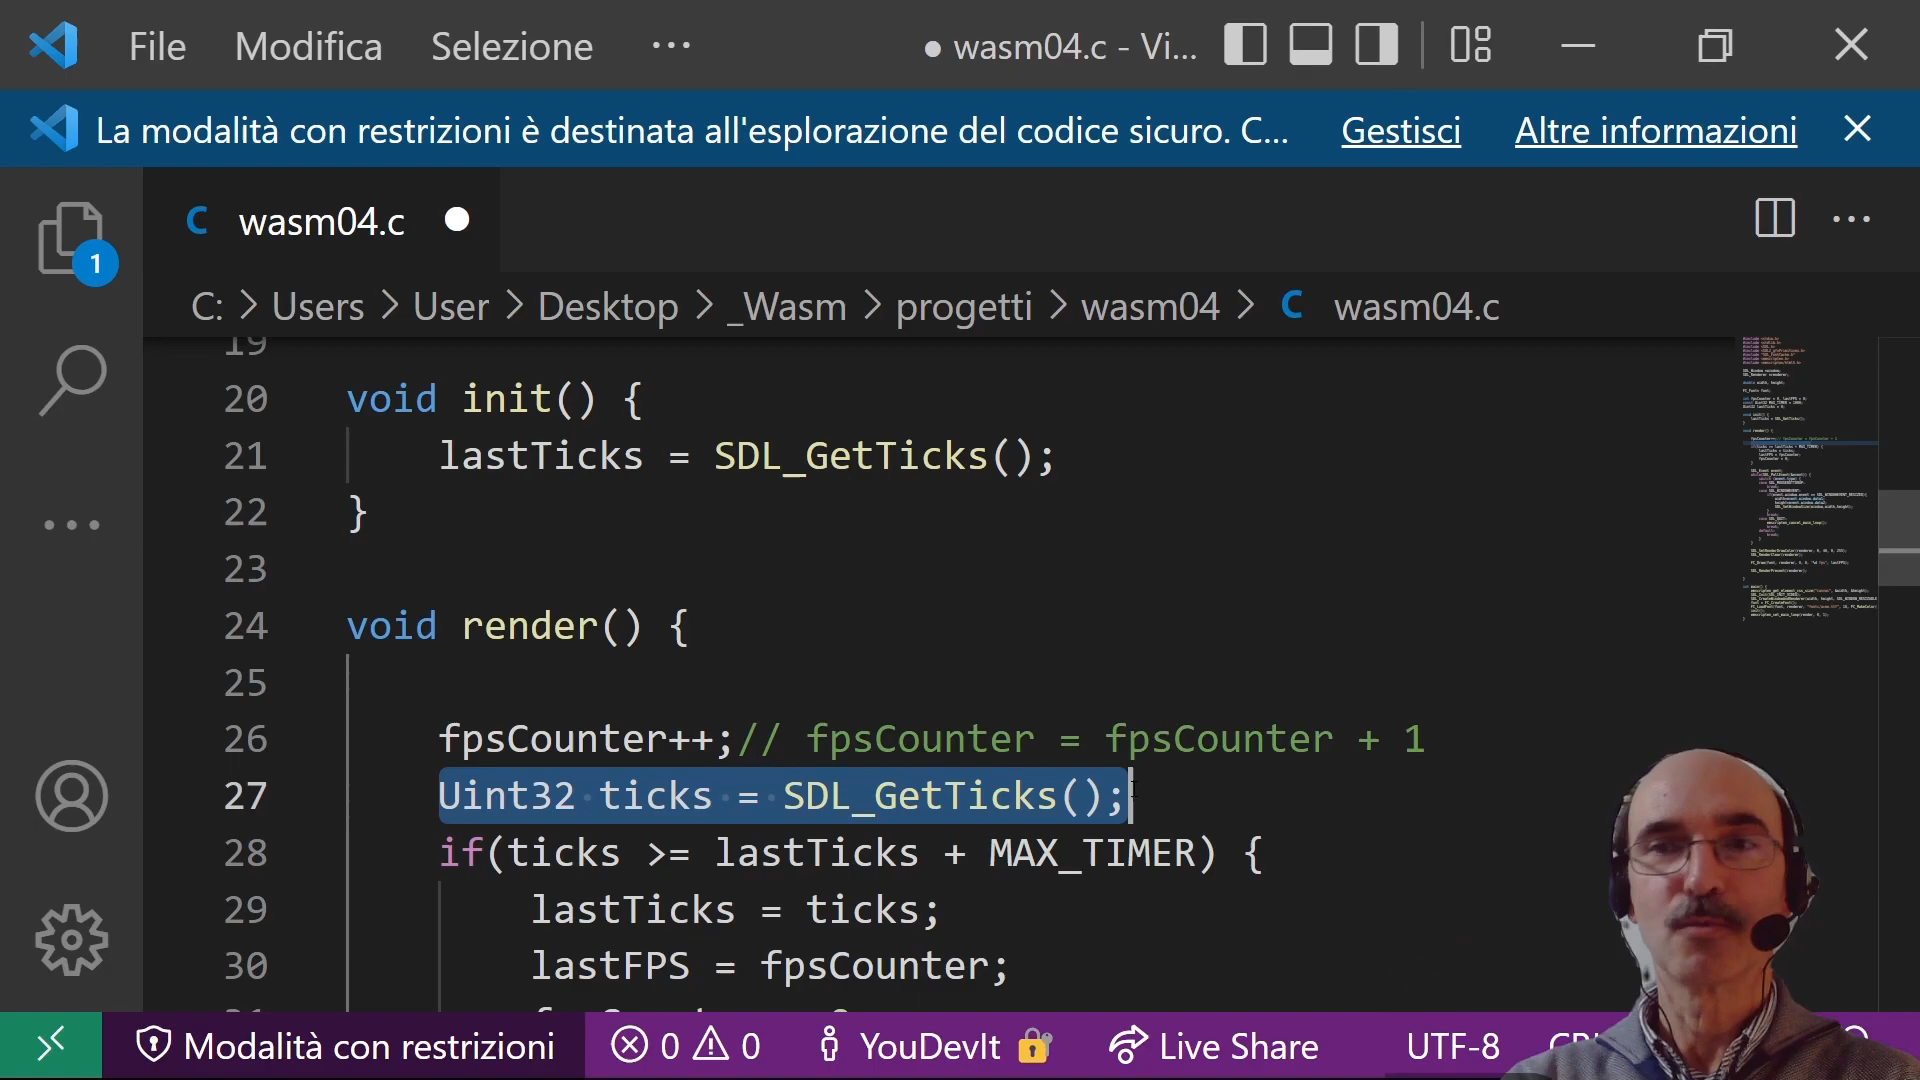 File Modifica Selezione ··· ● wasm04.c - Vi...
La modalità con restrizioni è destinata all'esplorazione del codice sicuro. C... Gestisci Altre informazioni
1
C wasm04.c ●
C: > Users > User > Desktop > _Wasm > progetti > wasm04 > C wasm04.c
19
20 void init() {
21 lastTicks = SDL_GetTicks();
22 }
23
24 void render() {
25
26 fpsCounter++;// fpsCounter = fpsCounter + 1
27 Uint32 ticks = SDL_GetTicks();
28 if(ticks >= lastTicks + MAX_TIMER) {
29 lastTicks = ticks;
30 lastFPS = fpsCounter;
Modalità con restrizioni 0 0 YouDevIt Live Share UTF-8